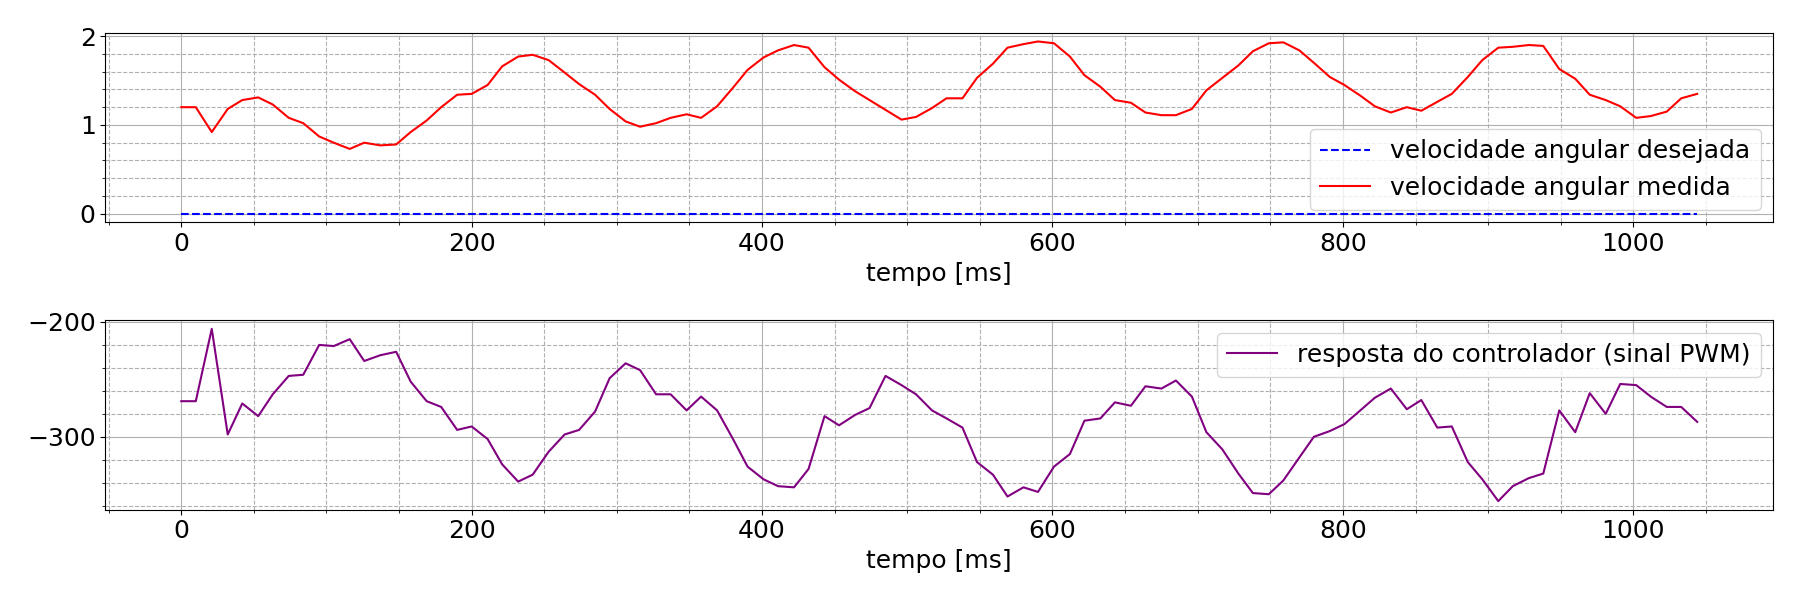 2
1
0
velocidade angular desejada
velocidade angular medida
0 200 400 600 800 1000
tempo [ms]
−200
−300
resposta do controlador (sinal PWM)
0 200 400 600 800 1000
tempo [ms]